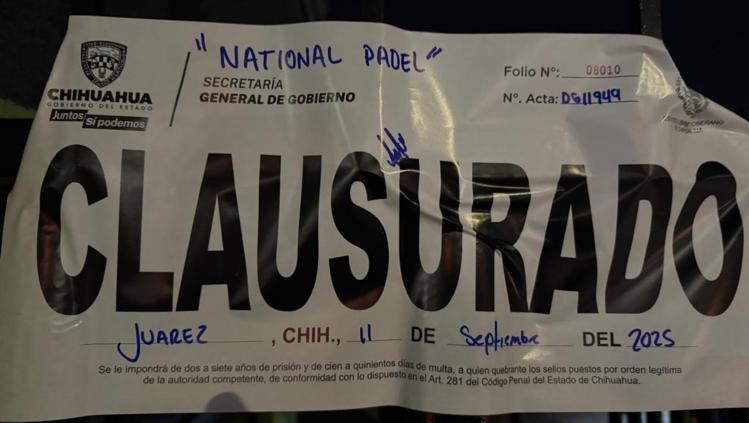 "NATIONAL PADEL"
CHIHUAHUA
GOBIERNO DEL ESTADO
Juntos Sí podemos
SECRETARÍA
GENERAL DE GOBIERNO
Folio Nº: 08010
Nº. Acta: DG11949
CLAUSURADO
JUAREZ, CHIH., 11 DE Septiembre DEL 2025
Se le impondrá de dos a siete años de prisión y de cien a quinientos días de multa, a quien quebrante los sellos puestos por orden legítima
de la autoridad competente, de conformidad con lo dispuesto en el Art. 281 del Código Penal del Estado de Chihuahua.